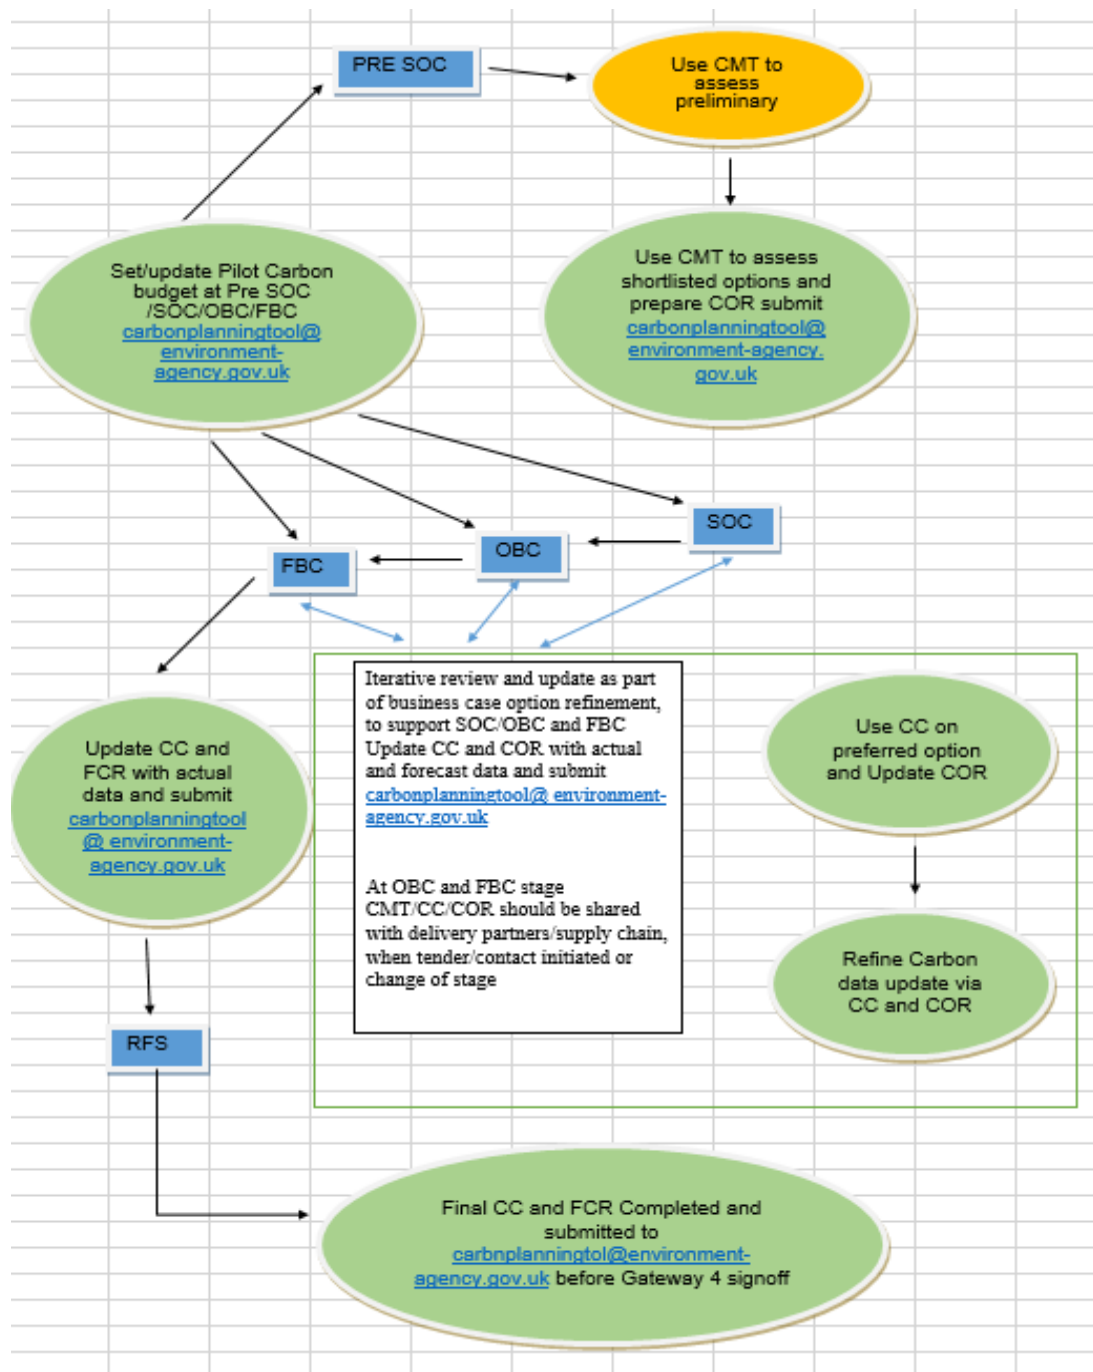 PRE SOC
Use CMT to
assess
preliminary
Set/update Pilot Carbon
budget at Pre SOC
/SOC/OBC/FBC
carbonplanningtool@
environment-
agency.gov.uk
Use CMT to assess
shortlisted options and
prepare COR submit
carbonplanningtool@
environment-agency.
gov.uk
SOC
OBC
FBC
Update CC and
FCR with actual
data and submit
carbonplanningtool
@ environment-
agency.gov.uk
Iterative review and update as part
of business case option refinement,
to support SOC/OBC and FBC
Update CC and COR with actual
and forecast data and submit
carbonplanningtool@ environment-
agency.gov.uk
At OBC and FBC stage
CMT/CC/COR should be shared
with delivery partners/supply chain,
when tender/contact initiated or
change of stage
Use CC on
preferred option
and Update COR
Refine Carbon
data update via
CC and COR
RFS
Final CC and FCR Completed and
submitted to
carbnplanningtol@environment-
agency.gov.uk before Gateway 4 signoff